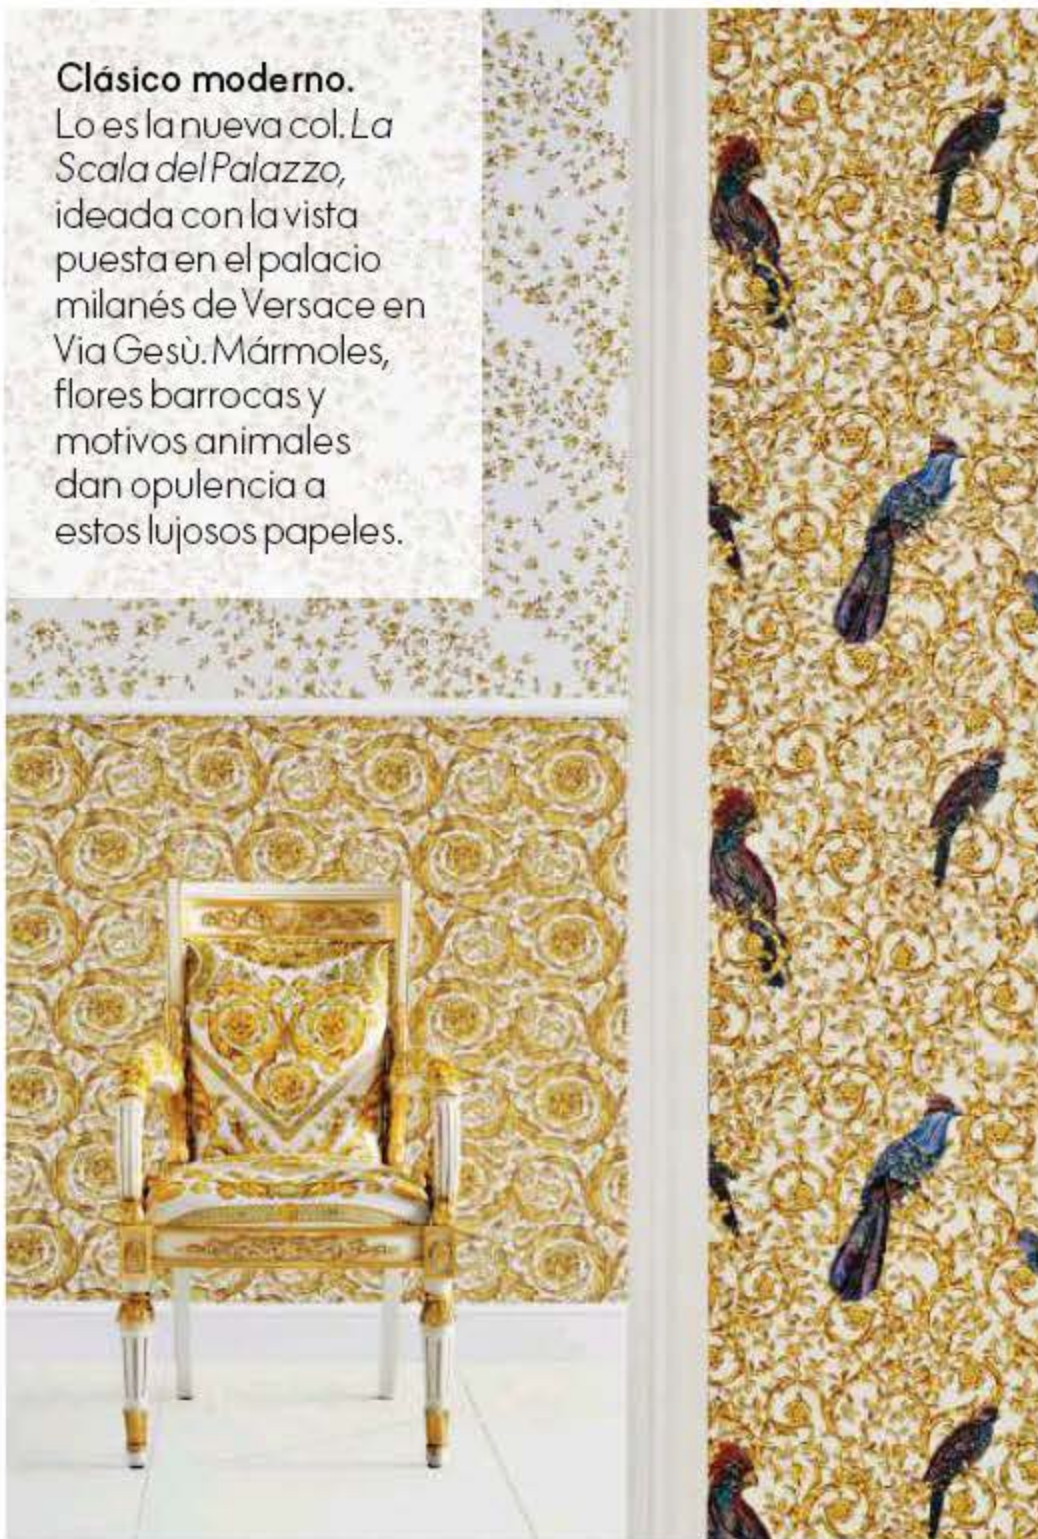 Clásico moderno.
Lo es la nueva col. La
Scala del Palazzo,
ideada con la vista
puesta en el palacio
milanés de Versace en
Via Gesù. Mármoles,
flores barrocas y
motivos animales
dan opulencia a
estos lujosos papeles.